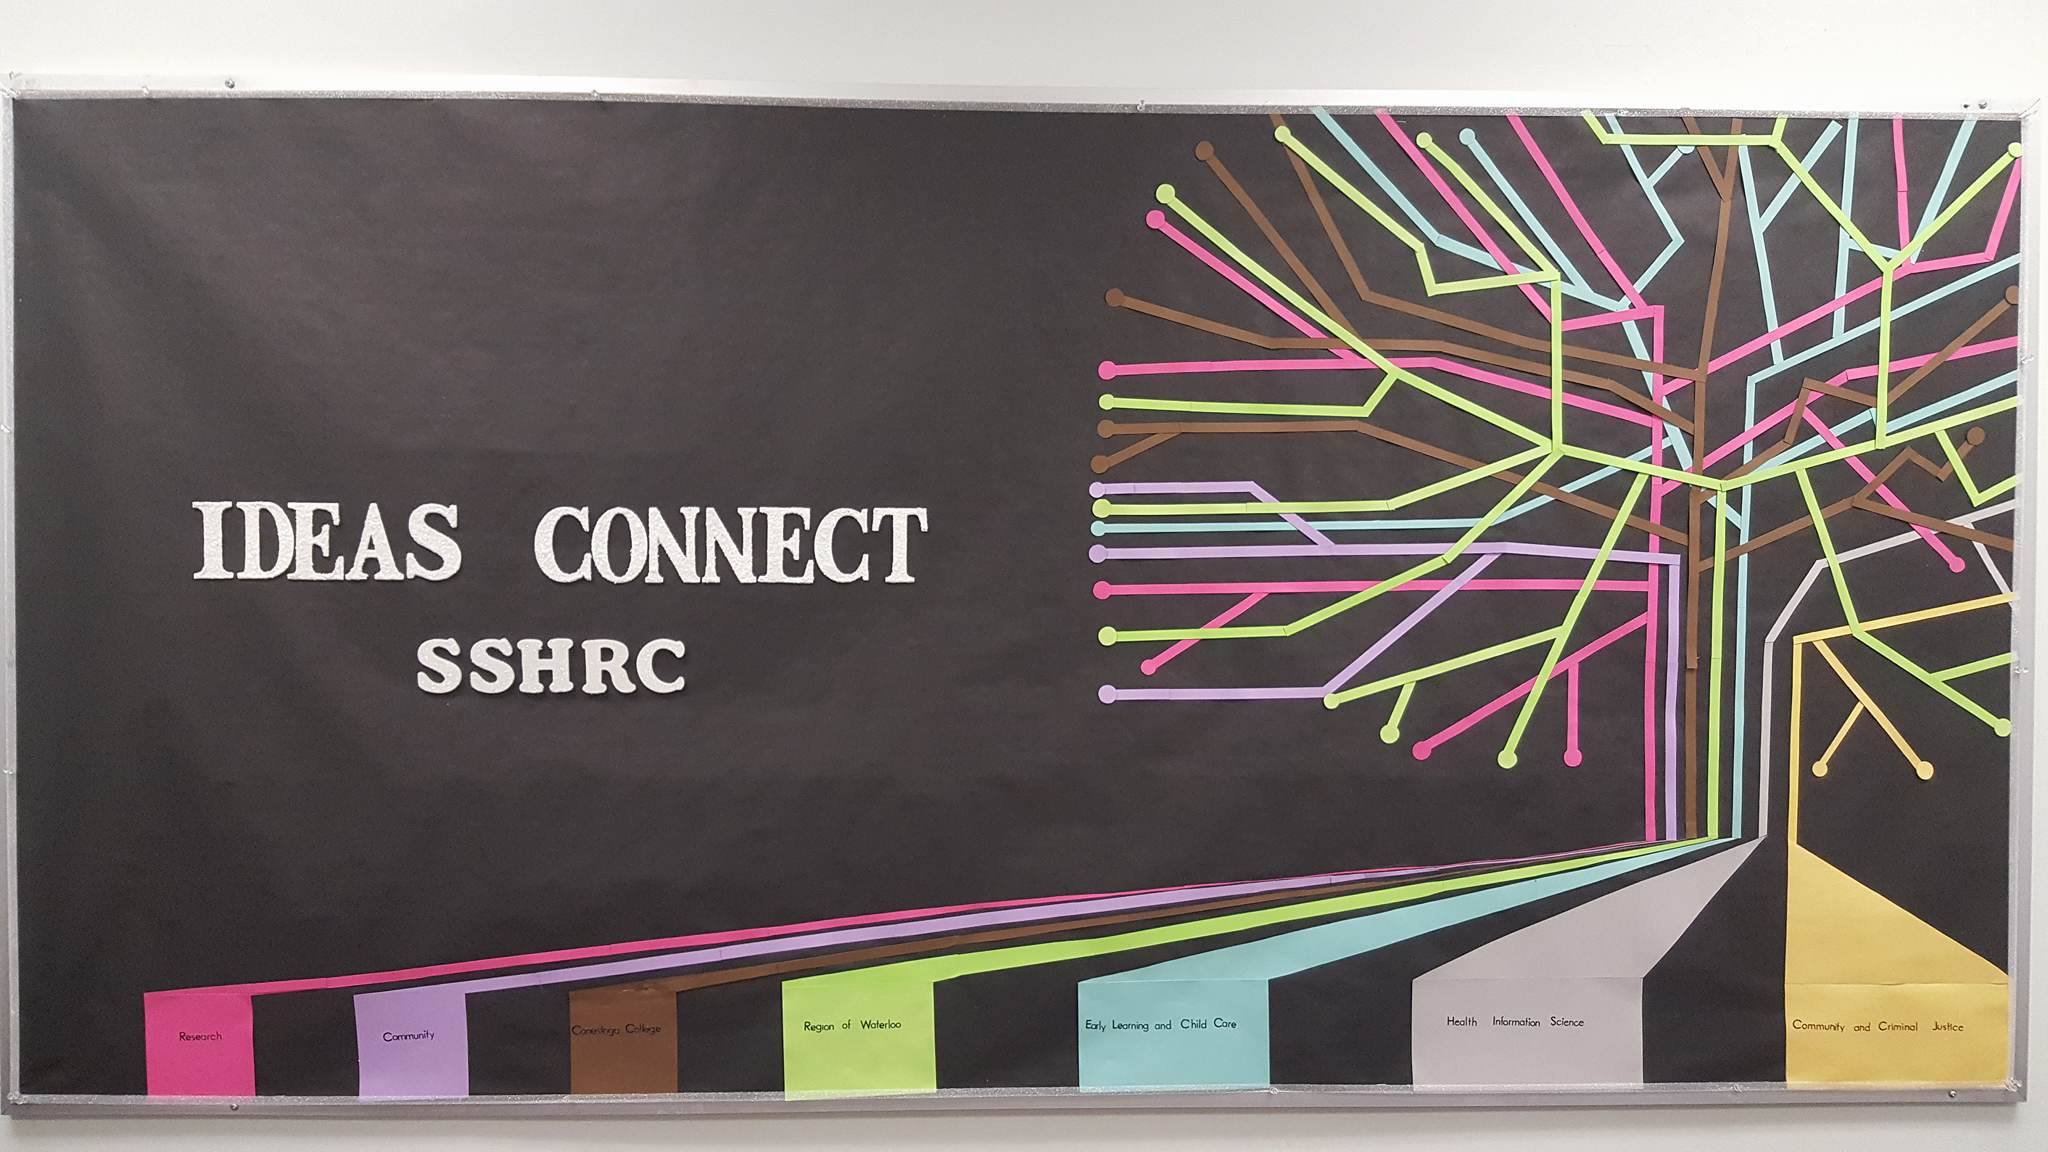 IDEAS CONNECT
SSHRC
Research
Community
Conestoga College
Region of Waterloo
Early Learning and Child Care
Health Information Science
Community and Criminal Justice